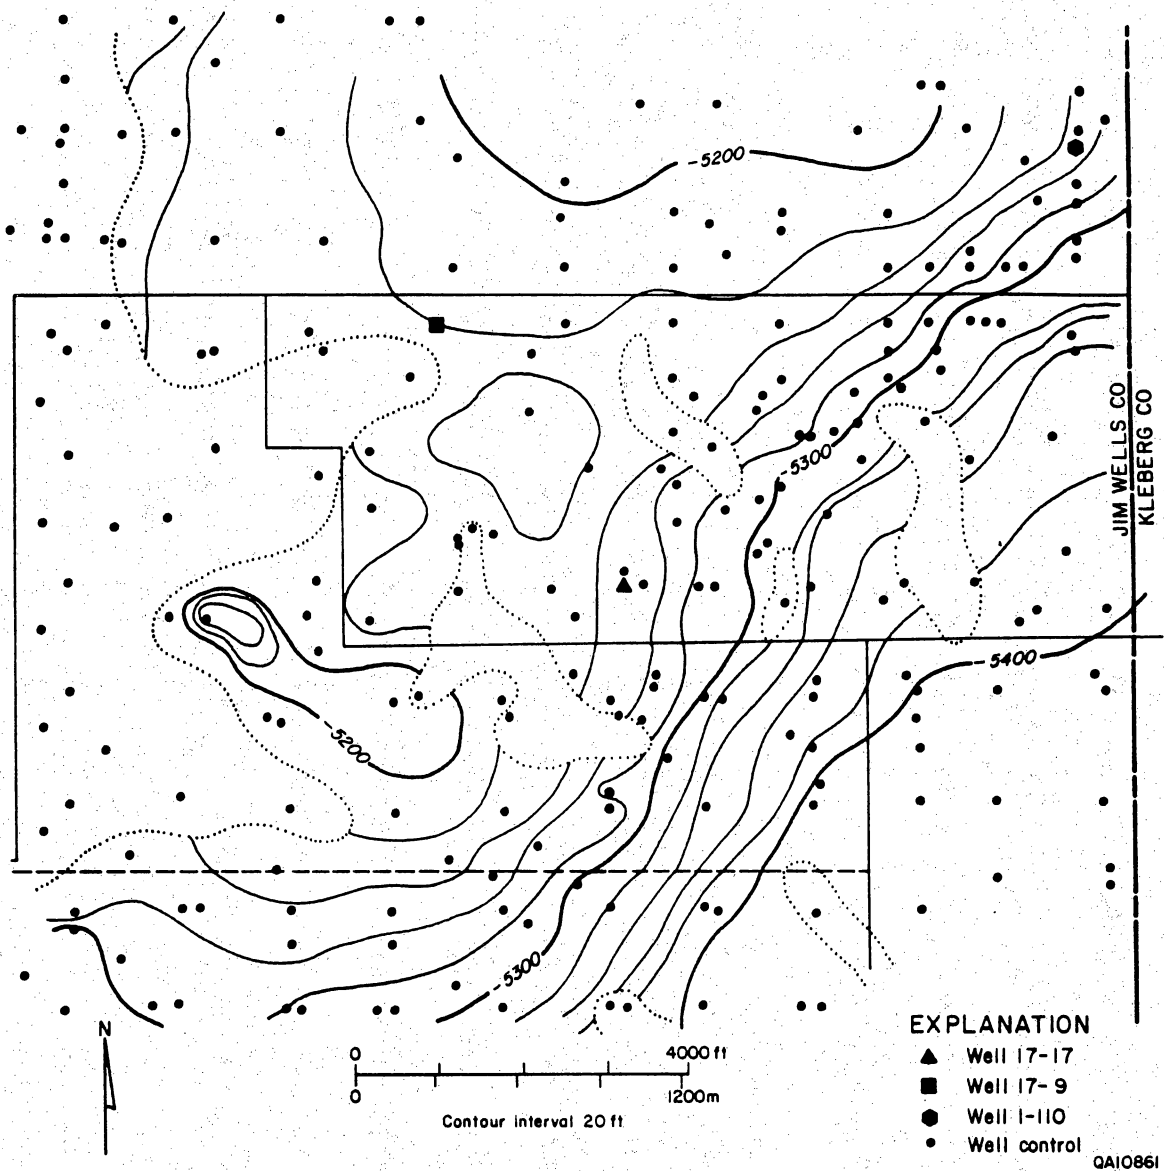 -5200
-5300
JIM WELLS CO
KLEBERG CO
-5400
-5200
-5300
N
0 4000 ft
0 1200m
Contour interval 20 ft
EXPLANATION
Well 17-17
Well 17-9
Well 1-110
Well control
QA10861